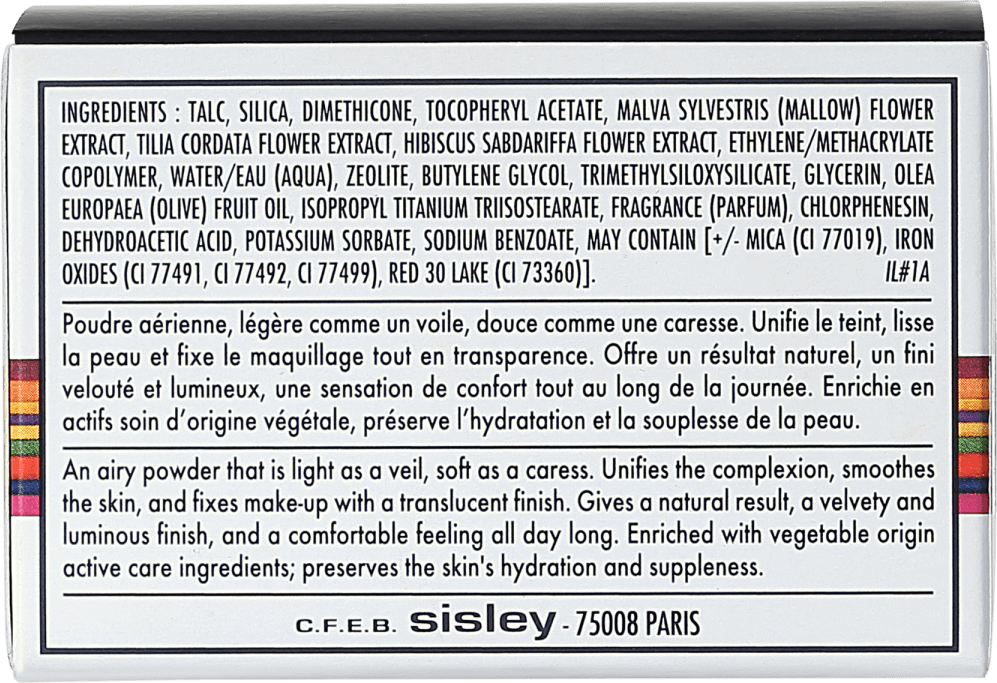 INGREDIENTS : TALC, SILICA, DIMETHICONE, TOCOPHERYL ACETATE, MALVA SYLVESTRIS (MALLOW) FLOWER
EXTRACT, TILIA CORDATA FLOWER EXTRACT, HIBISCUS SABDARIFFA FLOWER EXTRACT, ETHYLENE/METHACRYLATE
COPOLYMER, WATER/EAU (AQUA), ZEOLITE, BUTYLENE GLYCOL, TRIMETHYLSILOXYSILICATE, GLYCERIN, OLEA
EUROPAEA (OLIVE) FRUIT OIL, ISOPROPYL TITANIUM TRIISOSTEARATE, FRAGRANCE (PARFUM), CHLORPHENESIN,
DEHYDROACETIC ACID, POTASSIUM SORBATE, SODIUM BENZOATE, MAY CONTAIN [+/- MICA (CI 77019), IRON
OXIDES (CI 77491, CI 77492, CI 77499), RED 30 LAKE (CI 73360)]. IL#1A
Poudre aérienne, légère comme un voile, douce comme une caresse. Unifie le teint, lisse
la peau et fixe le maquillage tout en transparence. Offre un résultat naturel, un fini
velouté et lumineux, une sensation de confort tout au long de la journée. Enrichie en
actifs soin d'origine végétale, préserve l'hydratation et la souplesse de la peau.
An airy powder that is light as a veil, soft as a caress. Unifies the complexion, smoothes
the skin, and fixes make-up with a translucent finish. Gives a natural result, a velvety and
luminous finish, and a comfortable feeling all day long. Enriched with vegetable origin
active care ingredients; preserves the skin's hydration and suppleness.
C.F.E.B. sisley - 75008 PARIS